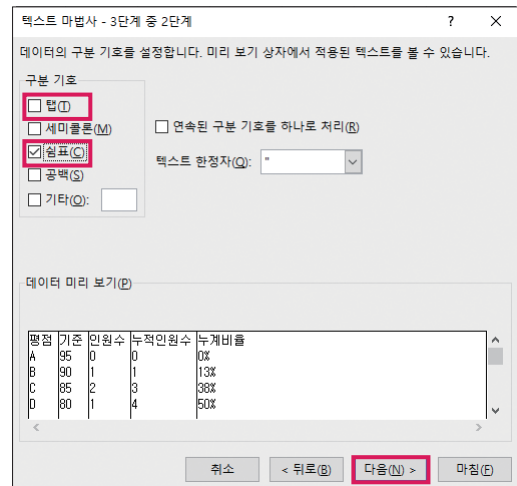 텍스트 마법사 - 3단계 중 2단계 ? ×
데이터의 구분 기호를 설정합니다. 미리 보기 상자에서 적용된 텍스트를 볼 수 있습니다.
구분 기호
탭(T)
세미콜론(M)
연속된 구분 기호를 하나로 처리(R)
쉼표(C)
텍스트 한정자(Q): "
공백(S)
기타(O):
데이터 미리 보기(P)
평점 기준 인원수 누적인원수 누계비율
A 95 0 0 0%
B 90 1 1 13%
C 85 2 3 38%
D 80 1 4 50%
취소 < 뒤로(B) 다음(N) > 마침(F)